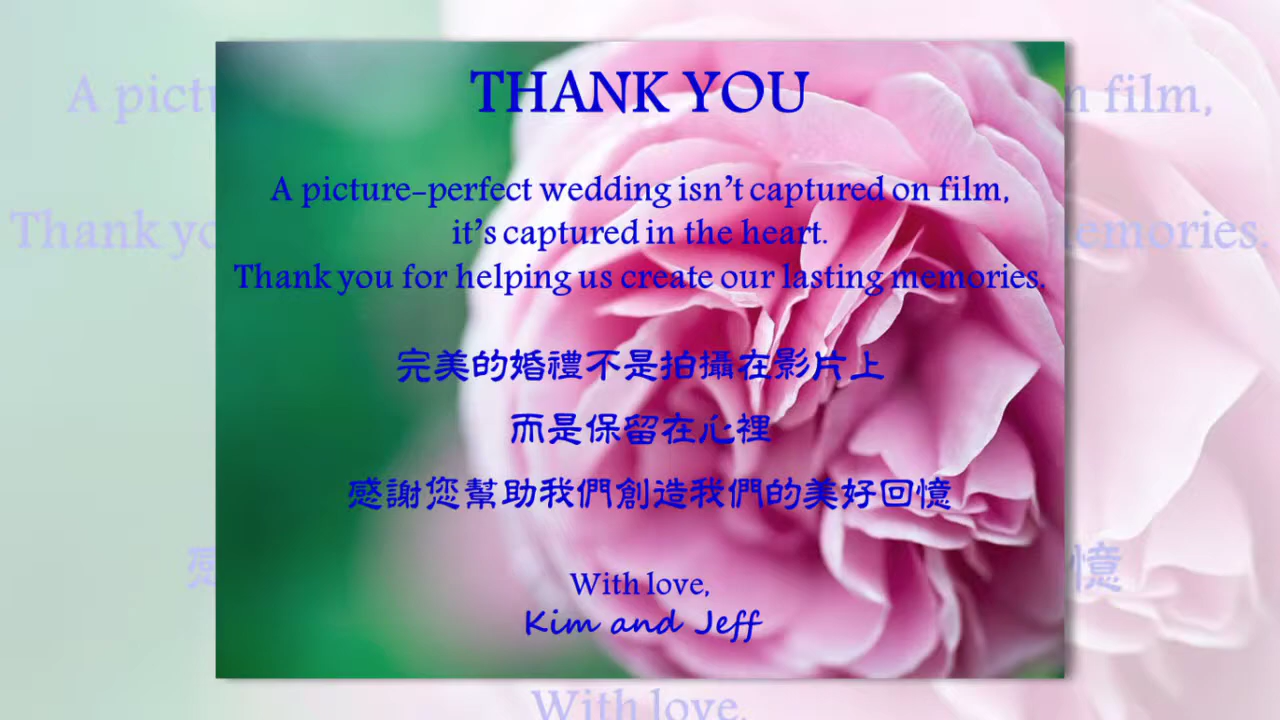 THANK YOU
A picture-perfect wedding isn't captured on film,
it's captured in the heart.
Thank you for helping us create our lasting memories.
完美的婚禮不是拍攝在影片上
而是保留在心裡
感謝您幫助我們創造我們的美好回憶
With love,
Kim and Jeff